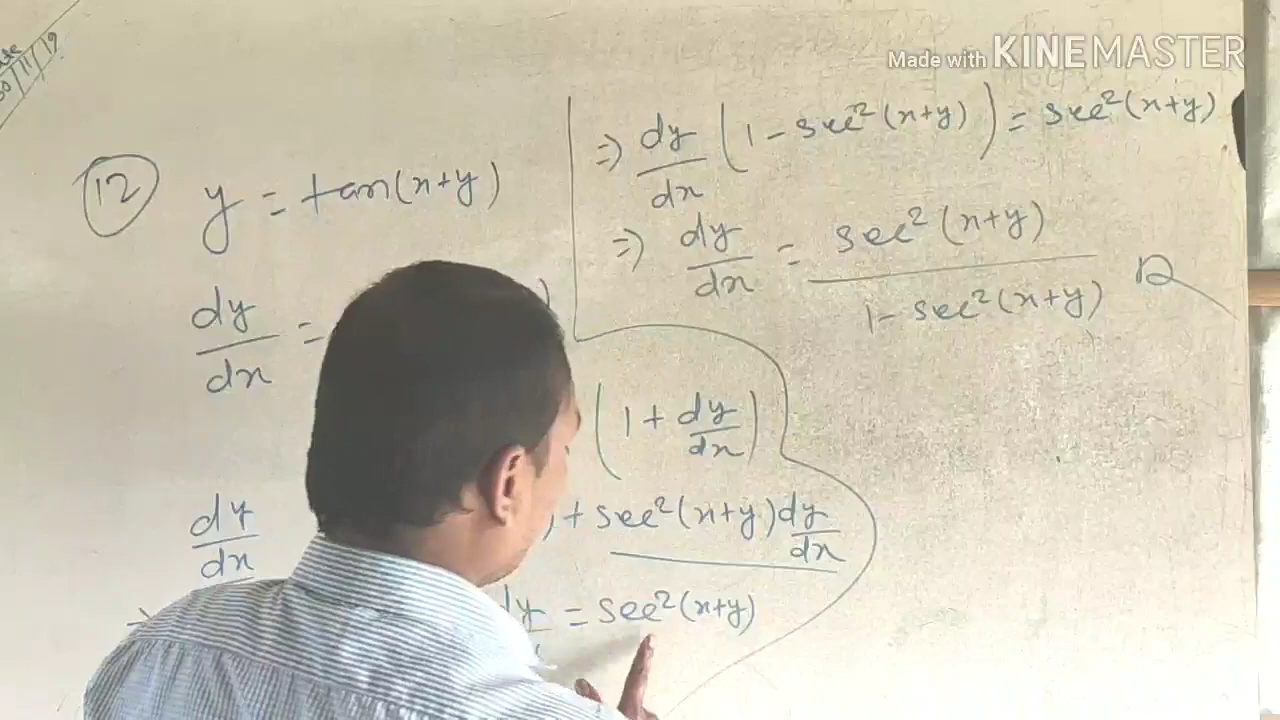 30/11/19
Made with KINEMASTER
12
y = tan(x+y)
dy/dx =
(1 + dy/dx)
dy/dx + sec²(x+y) dy/dx
dy = sec²(x+y)
⇒ dy/dx (1 - sec²(x+y)) = sec²(x+y)
⇒ dy/dx = sec²(x+y) / 1 - sec²(x+y)